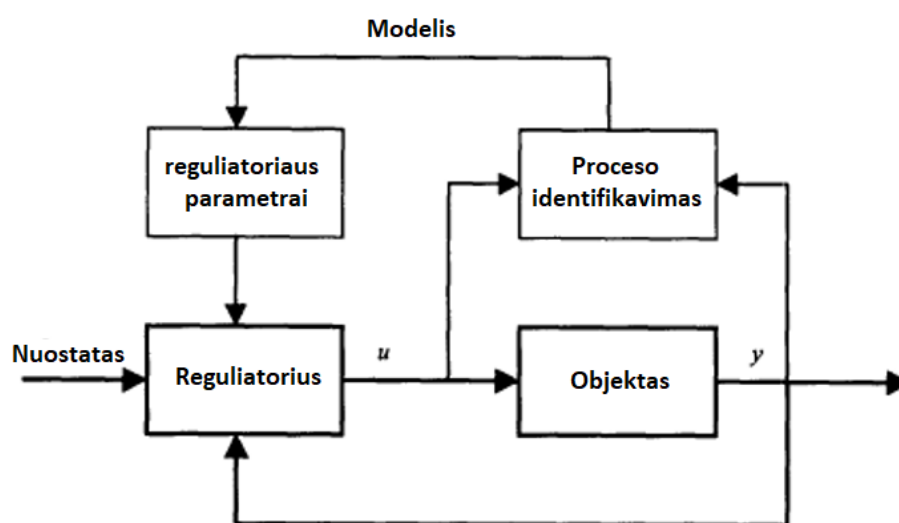 Modelis
reguliatoriaus
parametrai
Proceso
identifikavimas
Nuostatas
Reguliatorius
u
Objektas
y